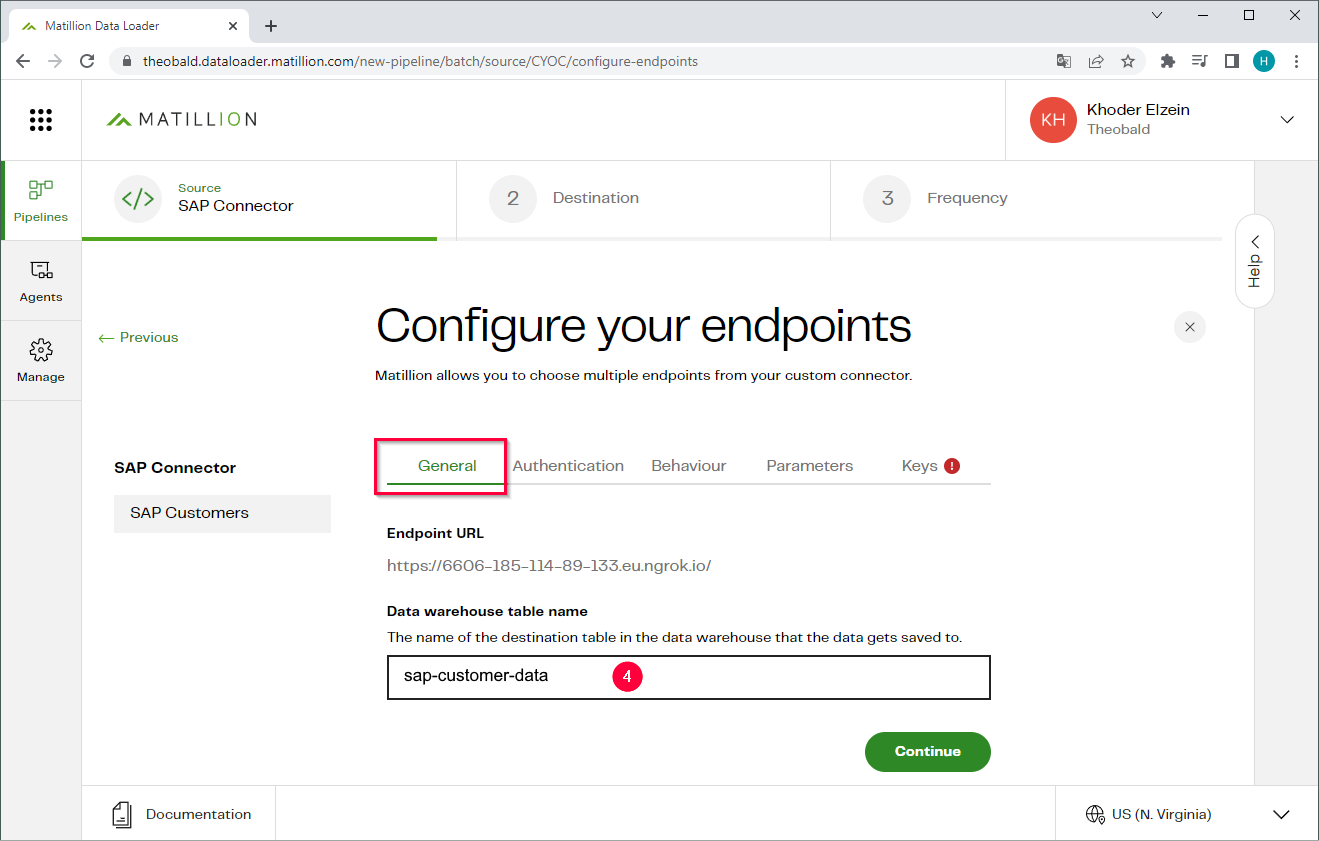 Matillion Data Loader
theobald.dataloader.matillion.com/new-pipeline/batch/source/CYOC/configure-endpoints
H
MATILLION
KH
Khoder Elzein
Theobald
Pipelines
Agents
Manage
</>
Source
SAP Connector
2
Destination
3
Frequency
Help
← Previous
Configure your endpoints
Matillion allows you to choose multiple endpoints from your custom connector.
SAP Connector
SAP Customers
General
Authentication
Behaviour
Parameters
Keys !
Endpoint URL
https://6606-185-114-89-133.eu.ngrok.io/
Data warehouse table name
The name of the destination table in the data warehouse that the data gets saved to.
sap-customer-data
4
Continue
Documentation
US (N. Virginia)